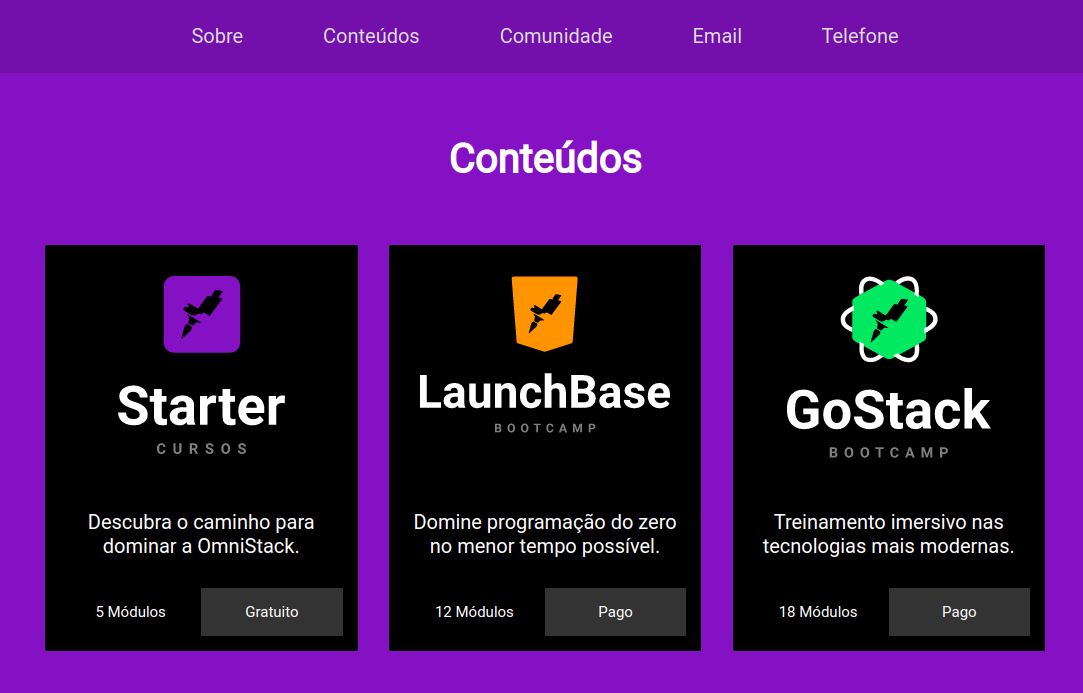 Sobre Conteúdos Comunidade Email Telefone
Conteúdos
Starter
CURSOS
Descubra o caminho para
dominar a OmniStack.
5 Módulos Gratuito
LaunchBase
BOOTCAMP
Domine programação do zero
no menor tempo possível.
12 Módulos Pago
GoStack
BOOTCAMP
Treinamento imersivo nas
tecnologias mais modernas.
18 Módulos Pago